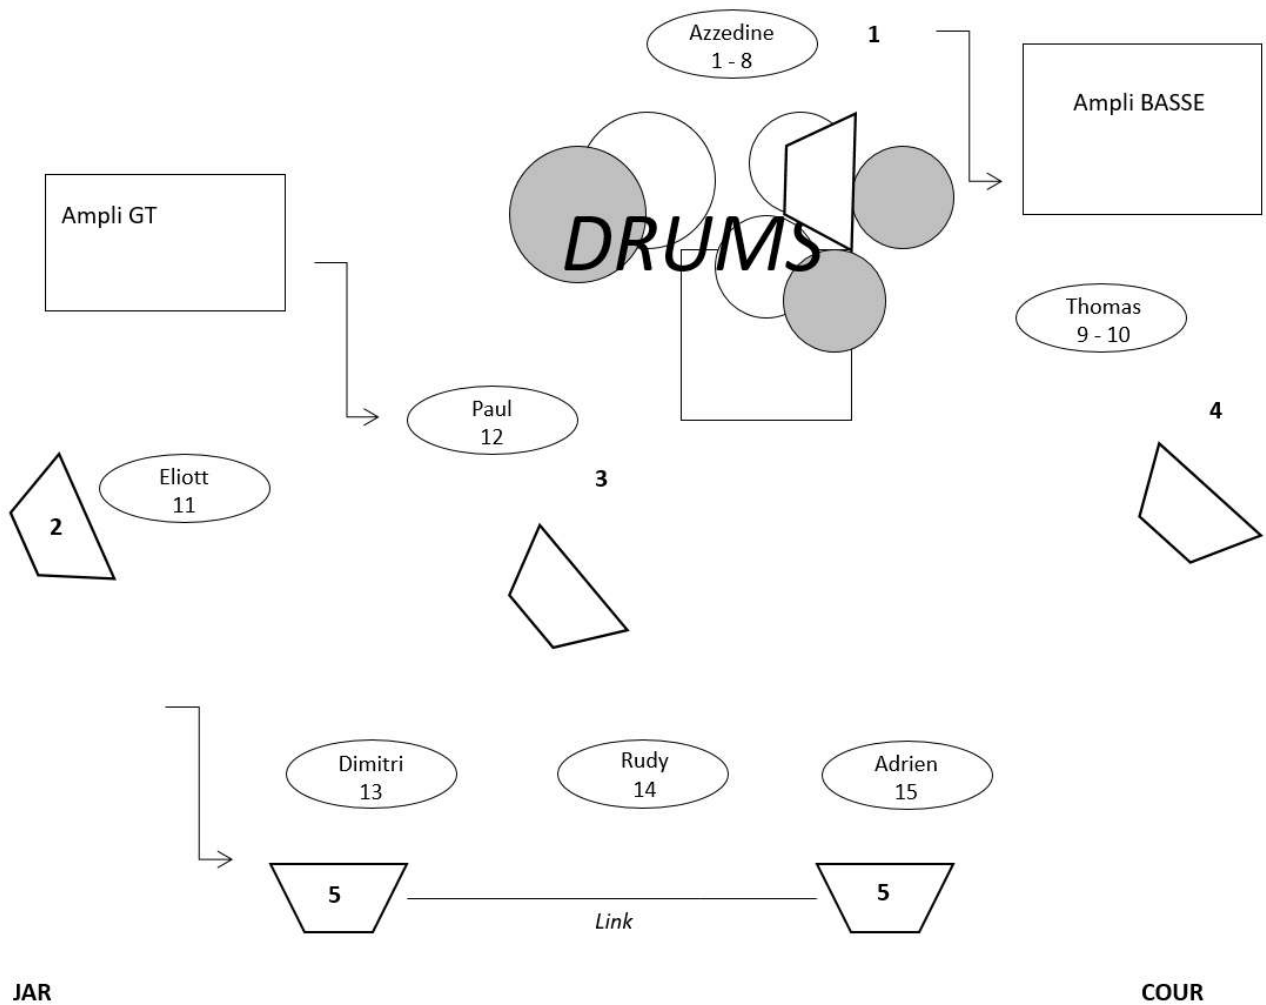 Azzedine
1 - 8
1
Ampli BASSE
Ampli GT
DRUMS
Thomas
9 - 10
Paul
12
4
Eliott
11
3
2
Dimitri
13
Rudy
14
Adrien
15
5
5
Link
JAR
COUR